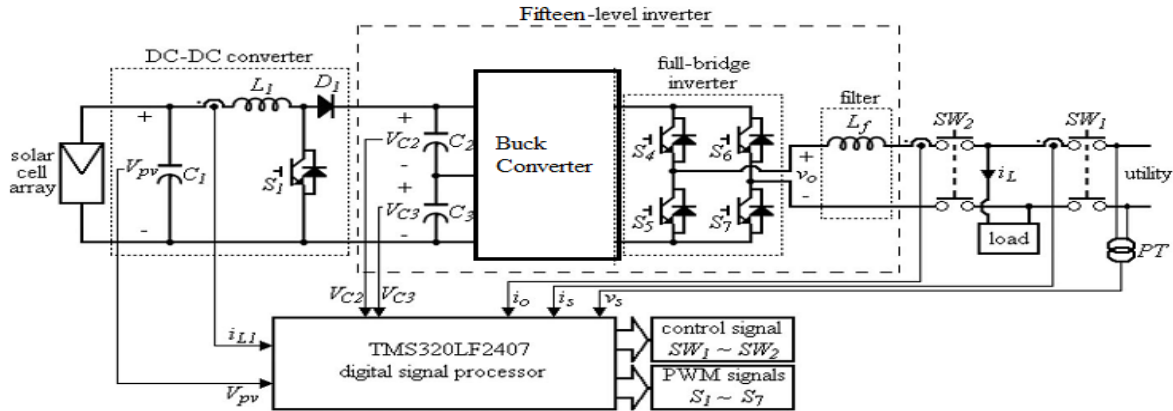 Fifteen-level inverter
DC-DC converter
full-bridge
inverter
filter
L1
D1
Lf
SW2
SW1
+
+
VC2
C2
Buck
Converter
S4
S6
+
solar
cell
array
Vpv
C1
S1
-
+
vo
iL
utility
VC3
C3
S5
S7
-
-
-
load
PT
VC2
VC3
io
is
vs
iL1
TMS320LF2407
digital signal processor
control signal
SW1 ~ SW2
Vpv
PWM signals
S1 ~ S7